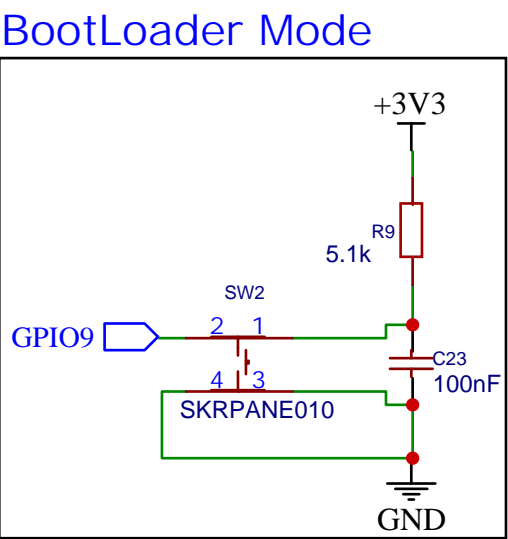 BootLoader Mode
+3V3
R9
5.1k
SW2
2 1
GPIO9
C23
4 3
100nF
SKRPANE010
GND